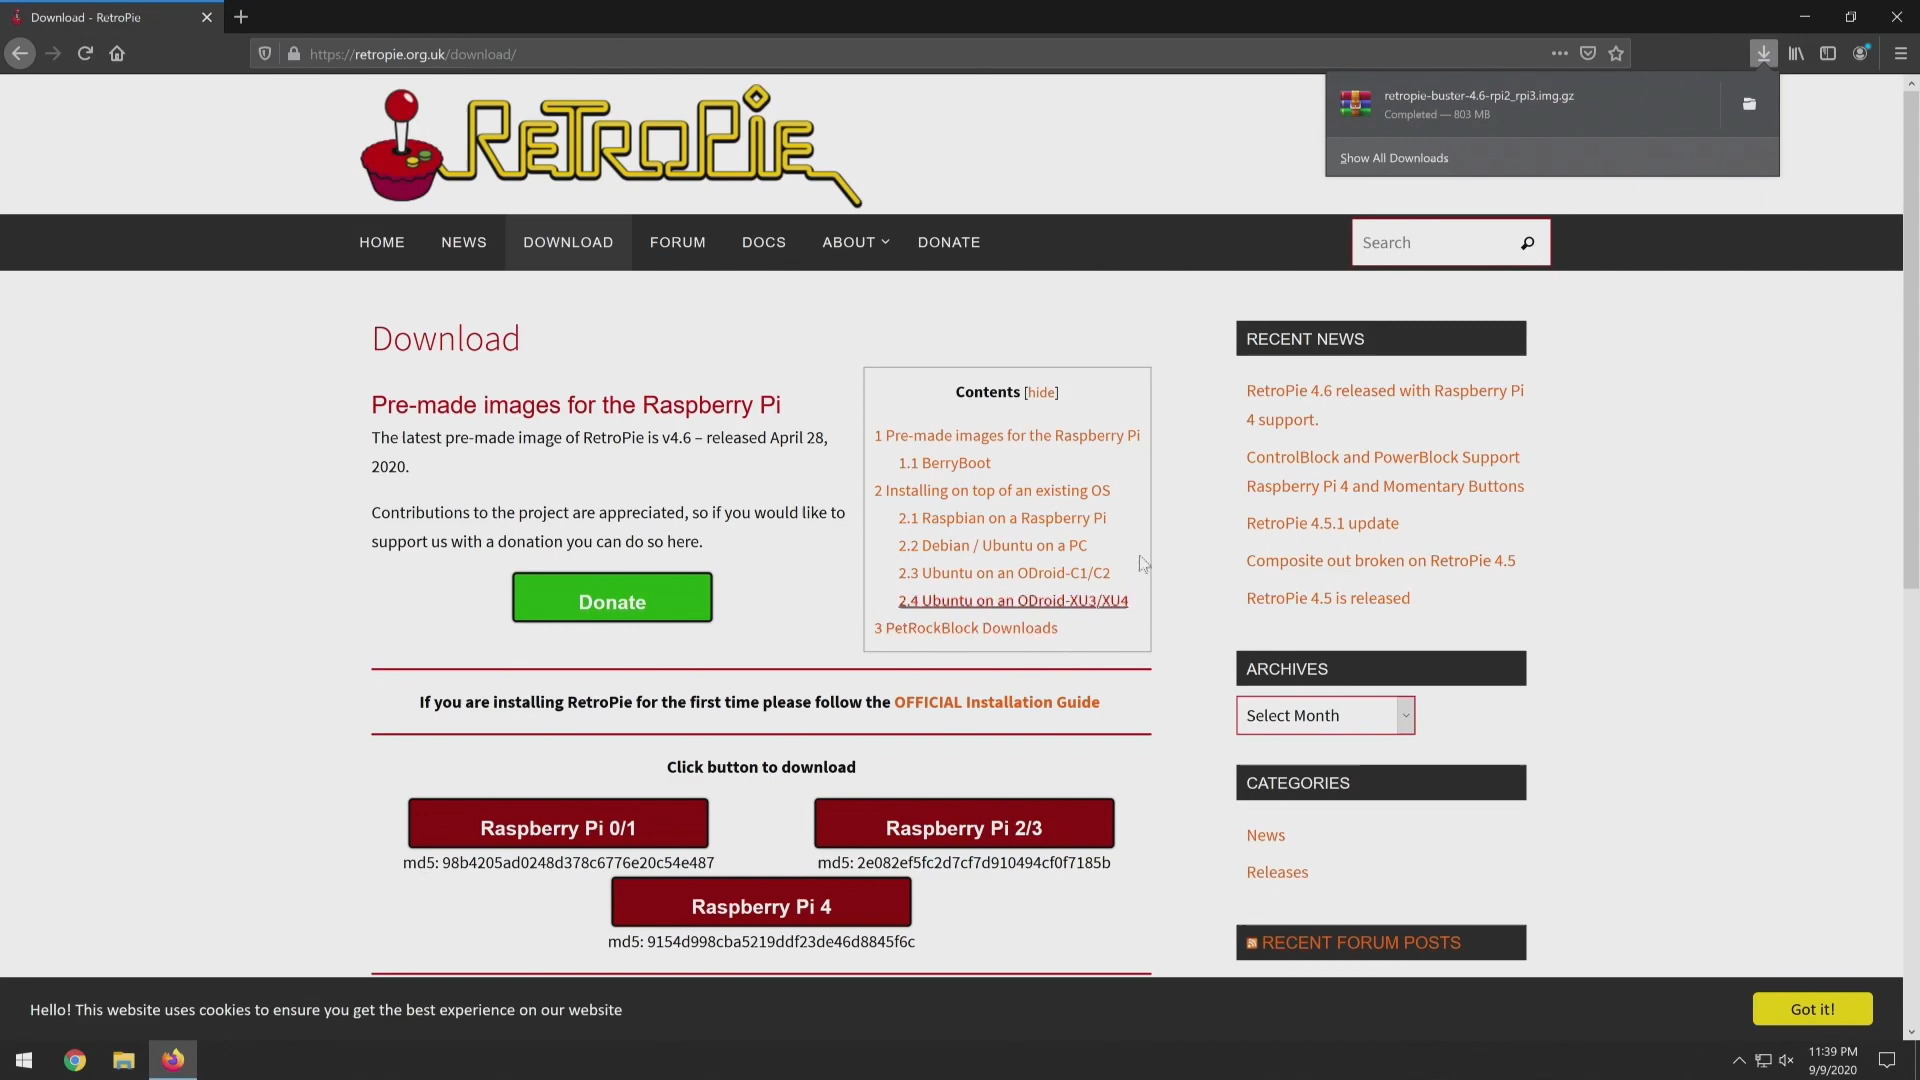 Download - RetroPie
https://retropie.org.uk/download/
retropie-buster-4.6-rpi2_rpi3.img.gz
Completed — 803 MB
Show All Downloads
RETROPIE
HOME
NEWS
DOWNLOAD
FORUM
DOCS
ABOUT
DONATE
Search
Download
Pre-made images for the Raspberry Pi
The latest pre-made image of RetroPie is v4.6 – released April 28,
2020.
Contributions to the project are appreciated, so if you would like to
support us with a donation you can do so here.
Donate
Contents [hide]
1 Pre-made images for the Raspberry Pi
1.1 BerryBoot
2 Installing on top of an existing OS
2.1 Raspbian on a Raspberry Pi
2.2 Debian / Ubuntu on a PC
2.3 Ubuntu on an ODroid-C1/C2
2.4 Ubuntu on an ODroid-XU3/XU4
3 PetRockBlock Downloads
If you are installing RetroPie for the first time please follow the OFFICIAL Installation Guide
Click button to download
Raspberry Pi 0/1
md5: 98b4205ad0248d378c6776e20c54e487
Raspberry Pi 2/3
md5: 2e082ef5fc2d7cf7d910494cf0f7185b
Raspberry Pi 4
md5: 9154d998cba5219ddf23de46d8845f6c
RECENT NEWS
RetroPie 4.6 released with Raspberry Pi
4 support.
ControlBlock and PowerBlock Support
Raspberry Pi 4 and Momentary Buttons
RetroPie 4.5.1 update
Composite out broken on RetroPie 4.5
RetroPie 4.5 is released
ARCHIVES
Select Month
CATEGORIES
News
Releases
RECENT FORUM POSTS
Hello! This website uses cookies to ensure you get the best experience on our website
Got it!
11:39 PM
9/9/2020